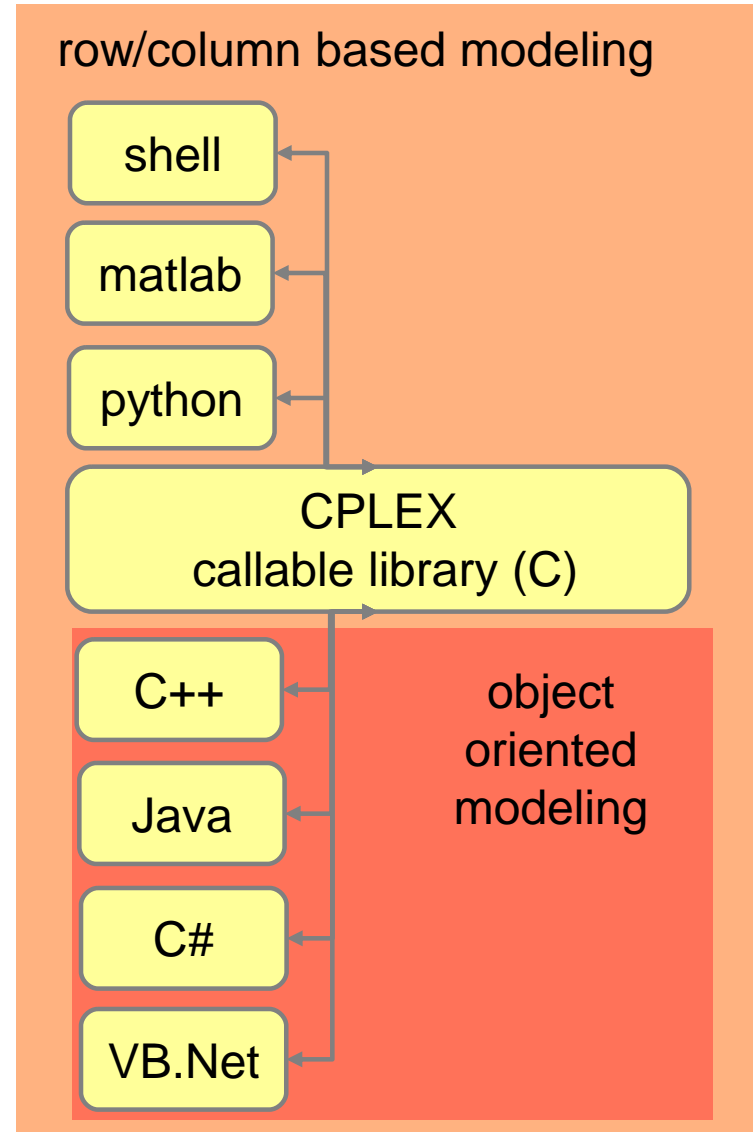 row/column based modeling
shell
matlab
python
CPLEX
callable library (C)
C++
object
oriented
modeling
Java
C#
VB.Net